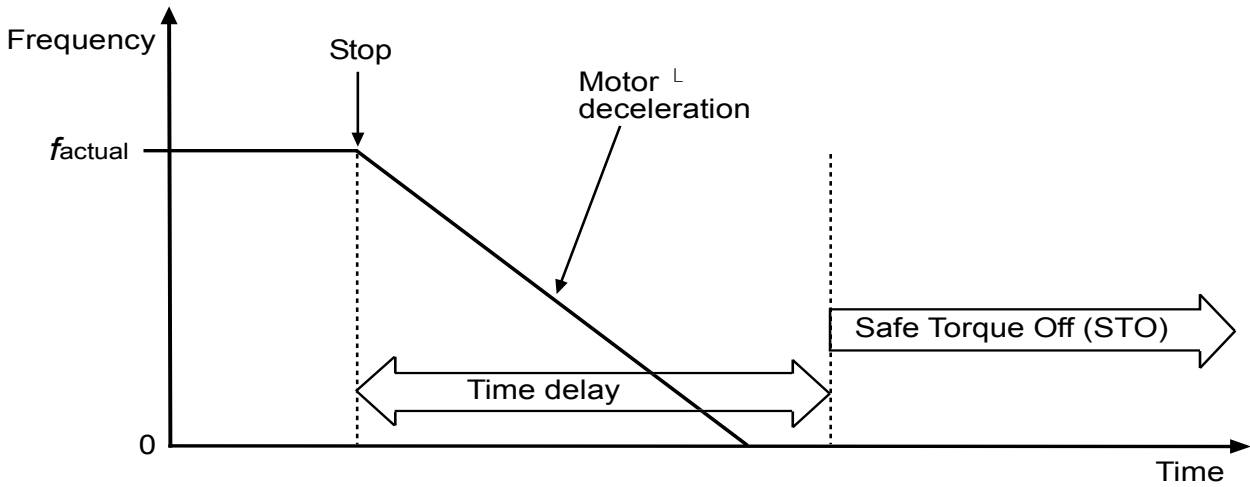 Frequency
Stop
Motor └
deceleration
factual
Safe Torque Off (STO)
Time delay
0
Time